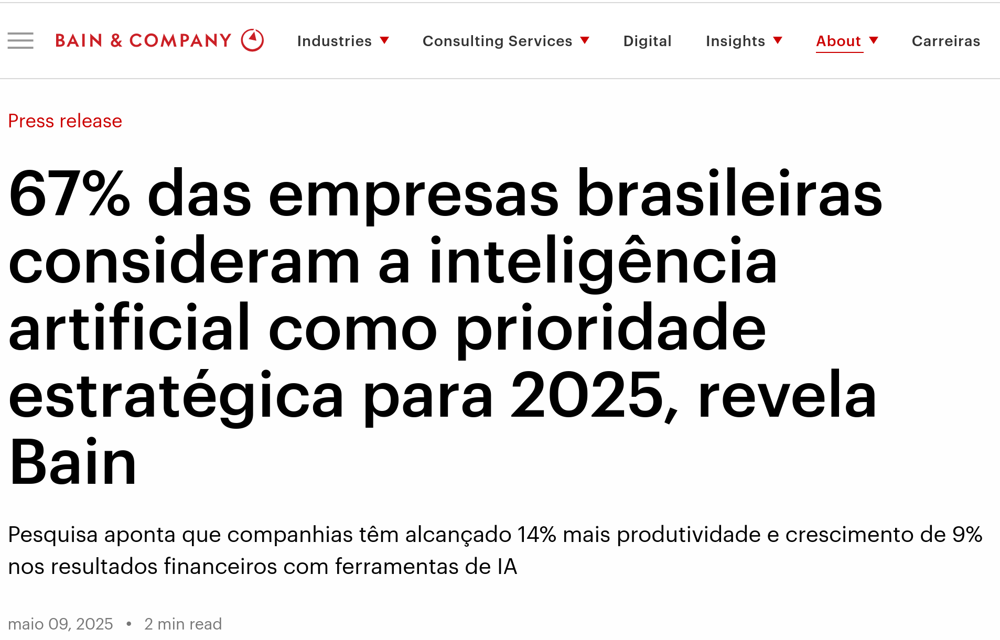 BAIN & COMPANY Industries Consulting Services Digital Insights About Carreiras
Press release
67% das empresas brasileiras
consideram a inteligência
artificial como prioridade
estratégica para 2025, revela
Bain
Pesquisa aponta que companhias têm alcançado 14% mais produtividade e crescimento de 9%
nos resultados financeiros com ferramentas de IA
maio 09, 2025 • 2 min read